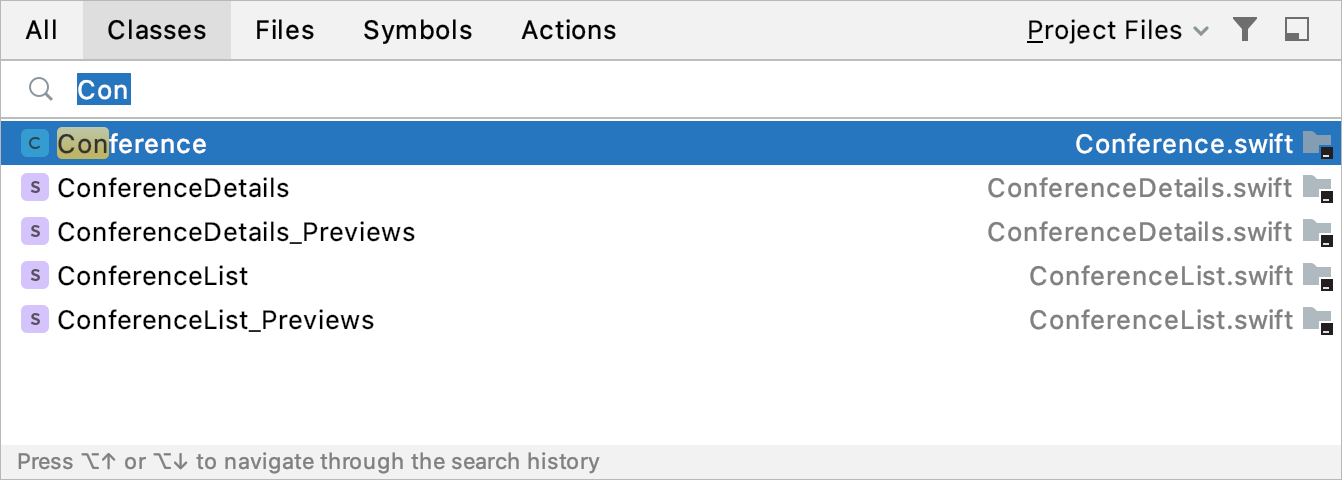 All Classes Files Symbols Actions Project Files
Con
C Conference Conference.swift
S ConferenceDetails ConferenceDetails.swift
S ConferenceDetails_Previews ConferenceDetails.swift
S ConferenceList ConferenceList.swift
S ConferenceList_Previews ConferenceList.swift
Press ⌥↑ or ⌥↓ to navigate through the search history